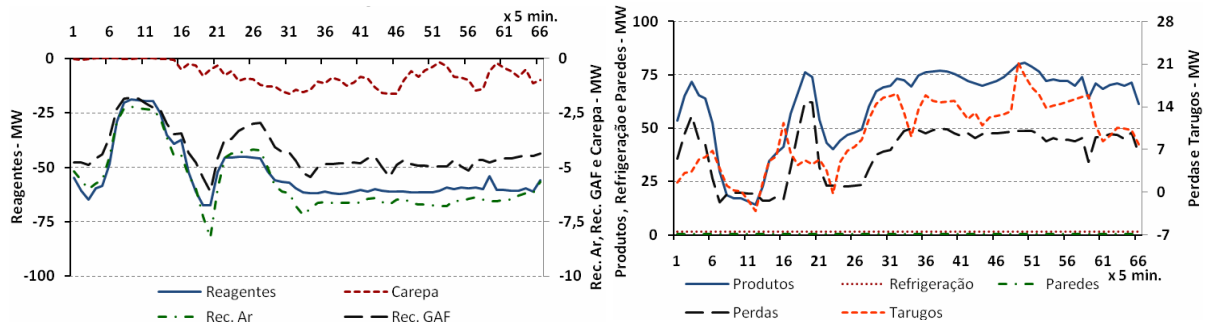 x 5 min.
1 6 11 16 21 26 31 36 41 46 51 56 61 66
0
-25
-50
-75
-100
Reagentes - MW
0
-2,5
-5
-7,5
-10
Rec. Ar, Rec. GAF e Carepa - MW
Reagentes
Carepa
Rec. Ar
Rec. GAF
100
75
50
25
0
Produtos , Refrigeração e Paredes - MW
28
21
14
7
0
-7
Perdas e Tarugos - MW
1 6 11 16 21 26 31 36 41 46 51 56 61 66
x 5 min.
Produtos
Refrigeração
Paredes
Perdas
Tarugos